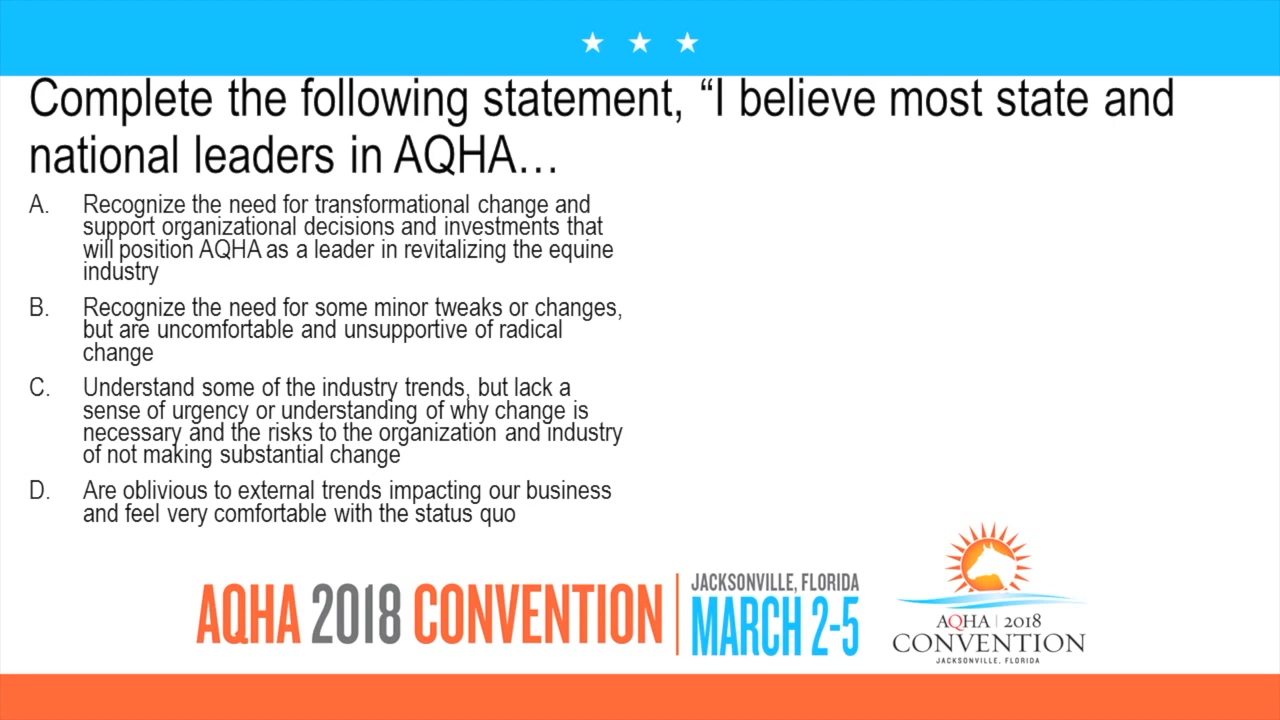 Complete the following statement, “I believe most state and
national leaders in AQHA…
A. Recognize the need for transformational change and
support organizational decisions and investments that
will position AQHA as a leader in revitalizing the equine
industry
B. Recognize the need for some minor tweaks or changes,
but are uncomfortable and unsupportive of radical
change
C. Understand some of the industry trends, but lack a
sense of urgency or understanding of why change is
necessary and the risks to the organization and industry
of not making substantial change
D. Are oblivious to external trends impacting our business
and feel very comfortable with the status quo
AQHA 2018 CONVENTION
JACKSONVILLE, FLORIDA
MARCH 2-5
AQHA | 2018
CONVENTION
JACKSONVILLE, FLORIDA